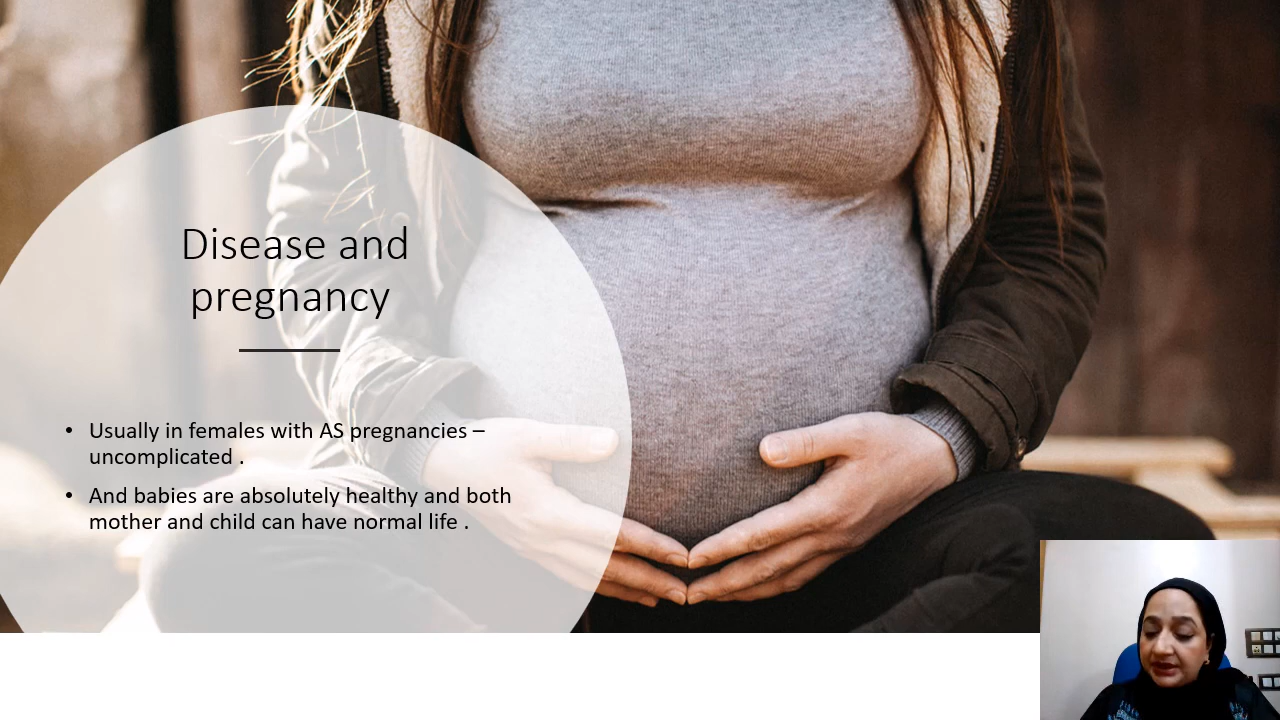 Disease and
pregnancy
• Usually in females with AS pregnancies –
uncomplicated .
• And babies are absolutely healthy and both
mother and child can have normal life .